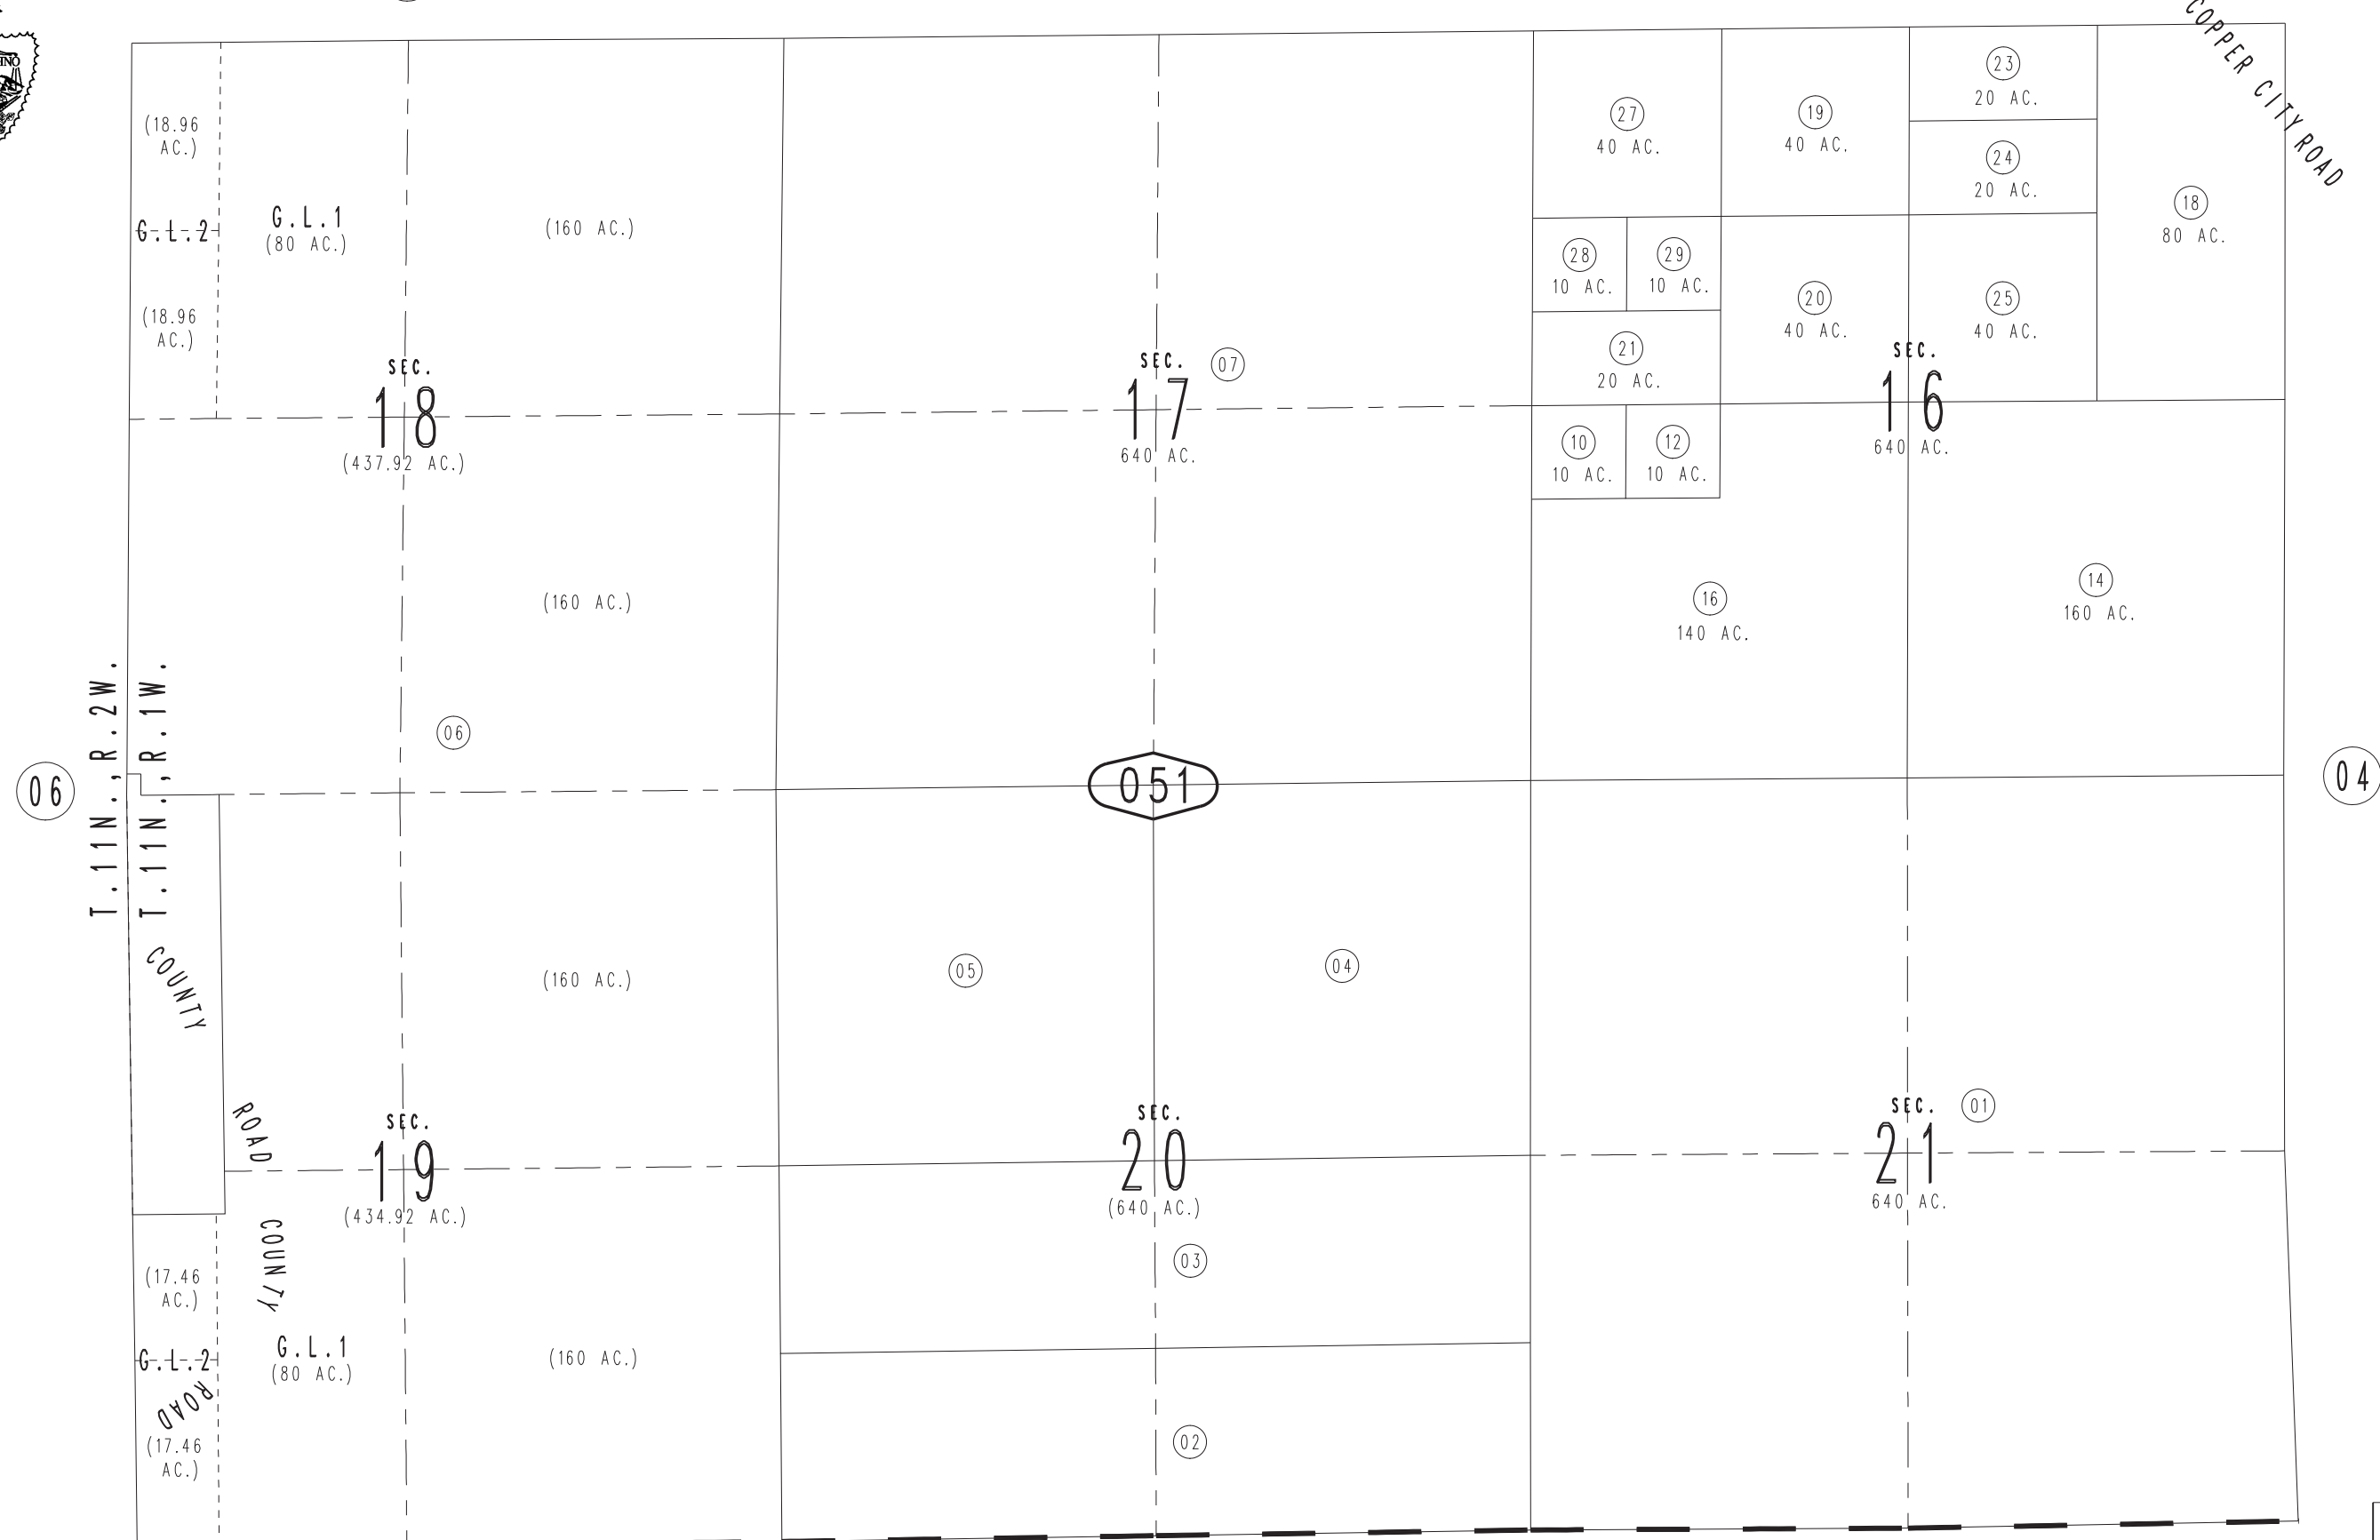 COPPER CITY ROAD
(18.96
AC.)
G.L.2
(18.96
AC.)
G.L.1
(80 AC.)
(160 AC.)
SEC.
18
(437.92 AC.)
(160 AC.)
06
SEC.
07
17
640 AC.
27
40 AC.
19
40 AC.
23
20 AC.
24
20 AC.
18
80 AC.
28
10 AC.
29
10 AC.
20
40 AC.
25
40 AC.
21
20 AC.
SEC.
16
640 AC.
10
10 AC.
12
10 AC.
16
140 AC.
14
160 AC.
T.11N.,R.2W.
T.11N.,R.1W.
06
051
04
COUNTY
ROAD
(160 AC.)
SEC.
19
(434.92 AC.)
COUNTY
ROAD
(17.46
AC.)
G.L.2
(17.46
AC.)
G.L.1
(80 AC.)
(160 AC.)
05
04
SEC.
20
(640 AC.)
03
02
SEC.
01
21
640 AC.